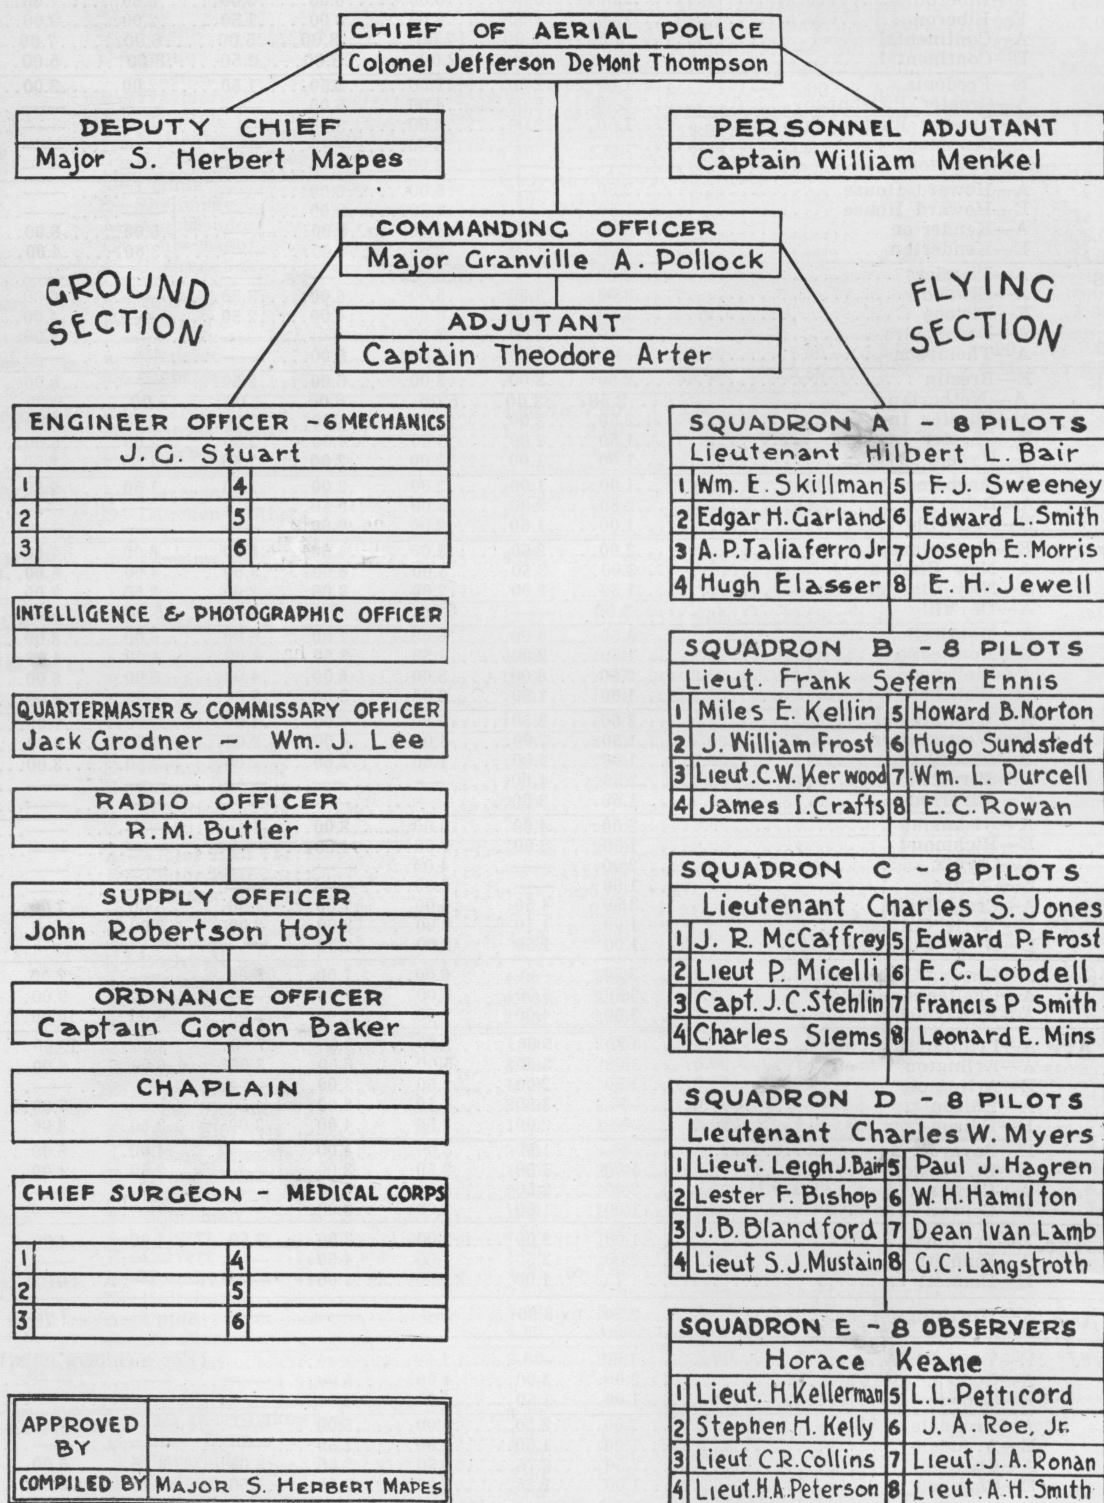 CHIEF OF AERIAL POLICE
Colonel Jefferson DeMont Thompson
DEPUTY CHIEF
Major S. Herbert Mapes
PERSONNEL ADJUTANT
Captain William Menkel
COMMANDING OFFICER
Major Granville A. Pollock
ADJUTANT
Captain Theodore Arter
GROUND
SECTION
ENGINEER OFFICER - 6 MECHANICS
J. G. Stuart
1 4
2 5
3 6
INTELLIGENCE & PHOTOGRAPHIC OFFICER
QUARTERMASTER & COMMISSARY OFFICER
Jack Grodner Wm. J. Lee
RADIO OFFICER
R. M. Butler
SUPPLY OFFICER
John Robertson Hoyt
ORDNANCE OFFICER
Captain Gordon Baker
CHAPLAIN
CHIEF SURGEON - MEDICAL CORPS
1 4
2 5
3 6
APPROVED
BY
COMPILED BY MAJOR S. HERBERT MAPES
FLYING
SECTION
SQUADRON A - 8 PILOTS
Lieutenant Hilbert L. Bair
1 Wm. E. Skillman 5 F. J. Sweeney
2 Edgar H. Garland 6 Edward L. Smith
3 A. P. Taliaferro Jr 7 Joseph E. Morris
4 Hugh Elasser 8 E. H. Jewell
SQUADRON B - 8 PILOTS
Lieut. Frank Sefern Ennis
1 Miles E. Kellin 5 Howard B. Norton
2 J. William Frost 6 Hugo Sundstedt
3 Lieut. C.W. Kerwood 7 Wm. L. Purcell
4 James I. Crafts 8 E. C. Rowan
SQUADRON C - 8 PILOTS
Lieutenant Charles S. Jones
1 J. R. McCaffrey 5 Edward P. Frost
2 Lieut P. Micelli 6 E. C. Lobdell
3 Capt. J. C. Stehlin 7 Francis P Smith
4 Charles Siems 8 Leonard E. Mins
SQUADRON D - 8 PILOTS
Lieutenant Charles W. Myers
1 Lieut. Leigh J. Bair 5 Paul J. Hagren
2 Lester F. Bishop 6 W. H. Hamilton
3 J. B. Blandford 7 Dean Ivan Lamb
4 Lieut S. J. Mustain 8 G. C. Langstroth
SQUADRON E - 8 OBSERVERS
Horace Keane
1 Lieut. H. Kellerman 5 L. L. Petticord
2 Stephen H. Kelly 6 J. A. Roe, Jr.
3 Lieut C. R. Collins 7 Lieut. J. A. Ronan
4 Lieut. H. A. Peterson 8 Lieut. A. H. Smith